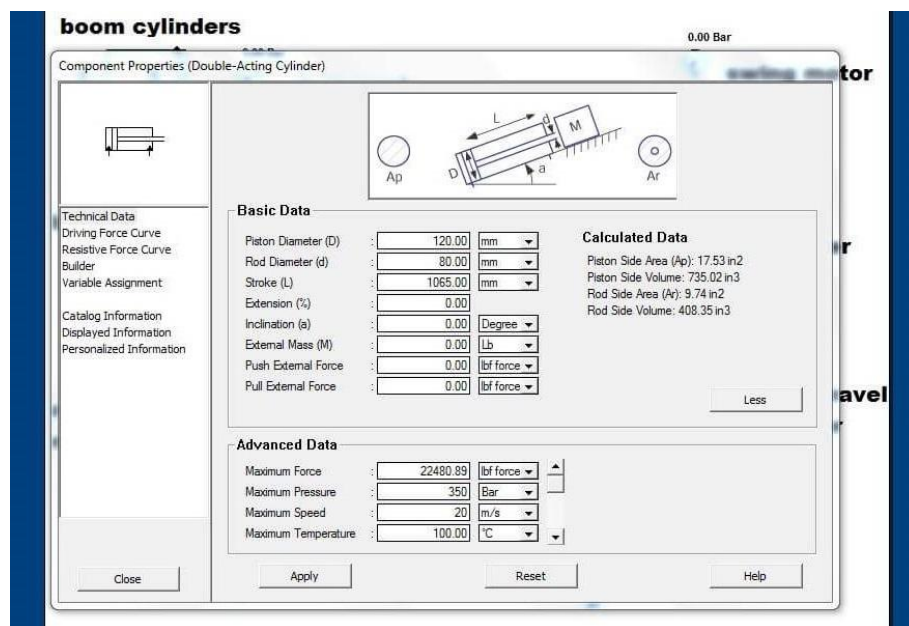 boom cylinders
0.00 Bar
swing motor
Component Properties (Double-Acting Cylinder)
L
d
M
D
a
Ap
Ar
Technical Data
Driving Force Curve
Resistive Force Curve
Builder
Variable Assignment
Catalog Information
Displayed Information
Personalized Information
Basic Data
Piston Diameter (D) : 120.00 mm
Rod Diameter (d) : 80.00 mm
Stroke (L) : 1065.00 mm
Extension (%) : 0.00
Inclination (a) : 0.00 Degree
External Mass (M) : 0.00 Lb
Push External Force : 0.00 lbf force
Pull External Force : 0.00 lbf force
Calculated Data
Piston Side Area (Ap): 17.53 in2
Piston Side Volume: 735.02 in3
Rod Side Area (Ar): 9.74 in2
Rod Side Volume: 408.35 in3
Less
avel
Advanced Data
Maximum Force : 22480.89 lbf force
Maximum Pressure : 350 Bar
Maximum Speed : 20 m/s
Maximum Temperature : 100.00 °C
Close
Apply
Reset
Help